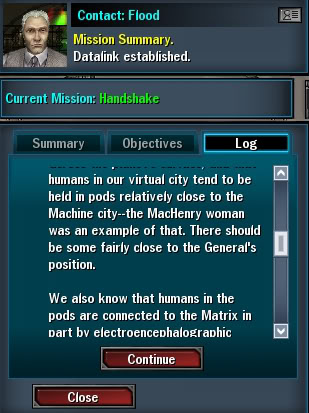 Contact: Flood
Mission Summary.
Datalink established.
Current Mission: Handshake
Summary
Objectives
Log
humans in our virtual city tend to be
held in pods relatively close to the
Machine city--the MacHenry woman
was an example of that. There should
be some fairly close to the General's
position.
We also know that humans in the
pods are connected to the Matrix in
part by electroencephalographic
Continue
Close